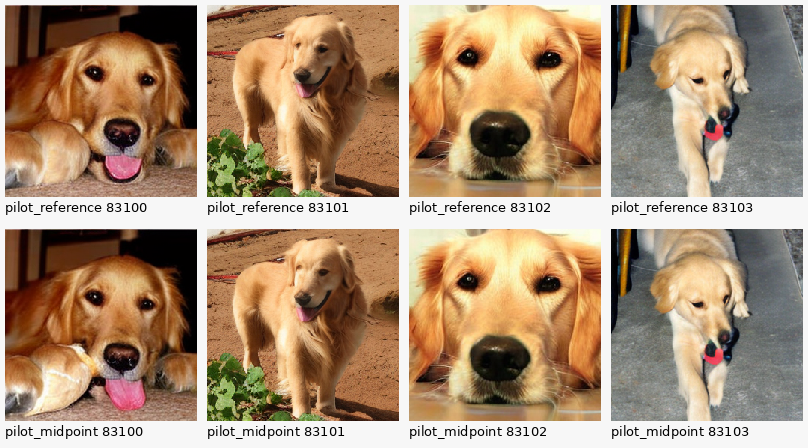 pilot_reference 83100
pilot_reference 83101
pilot_reference 83102
pilot_reference 83103
pilot_midpoint 83100
pilot_midpoint 83101
pilot_midpoint 83102
pilot_midpoint 83103